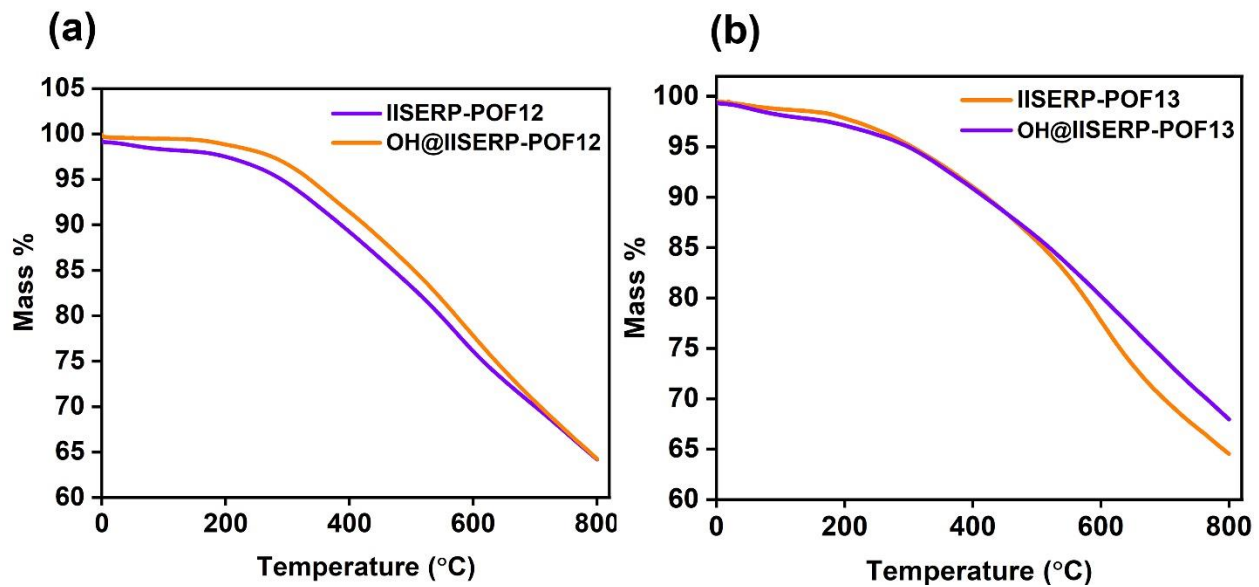 (a)
105
100
95
90
85
80
75
70
65
60
Mass %
IISERP-POF12
OH@IISERP-POF12
0 200 400 600 800
Temperature (°C)
(b)
100
95
90
85
80
75
70
65
60
Mass %
IISERP-POF13
OH@IISERP-POF13
0 200 400 600 800
Temperature (°C)